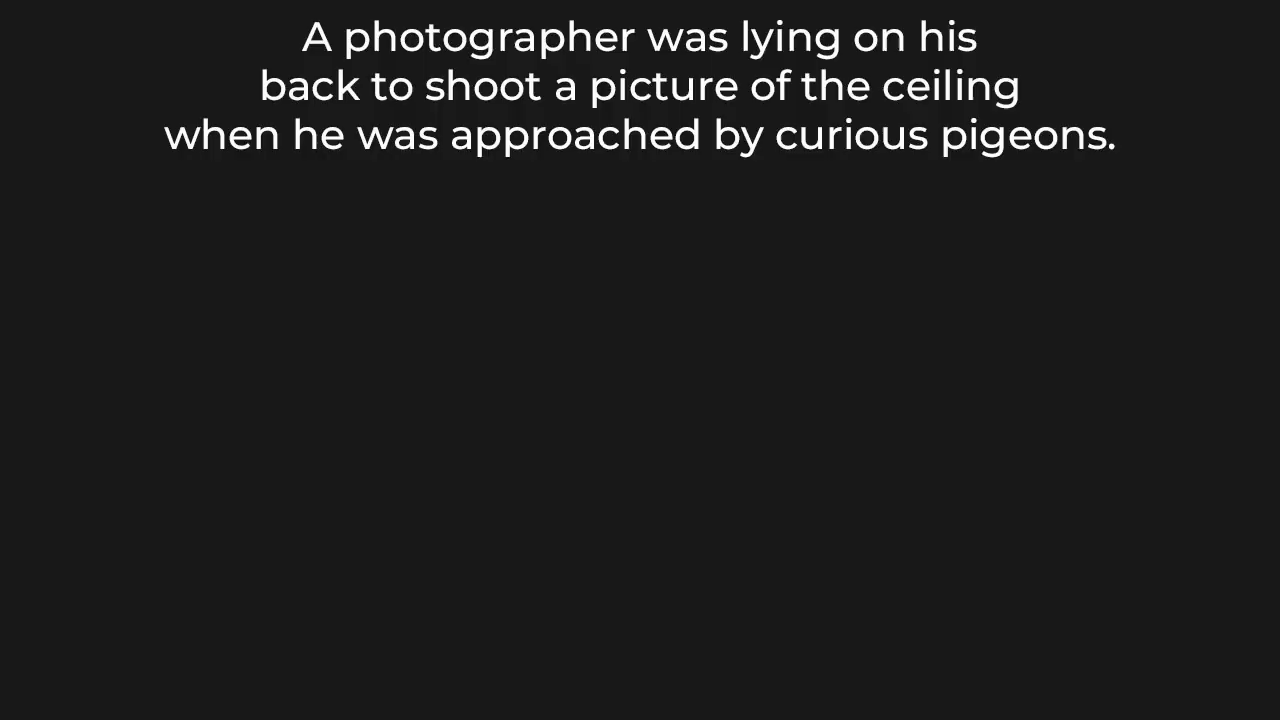 A photographer was lying on his
back to shoot a picture of the ceiling
when he was approached by curious pigeons.